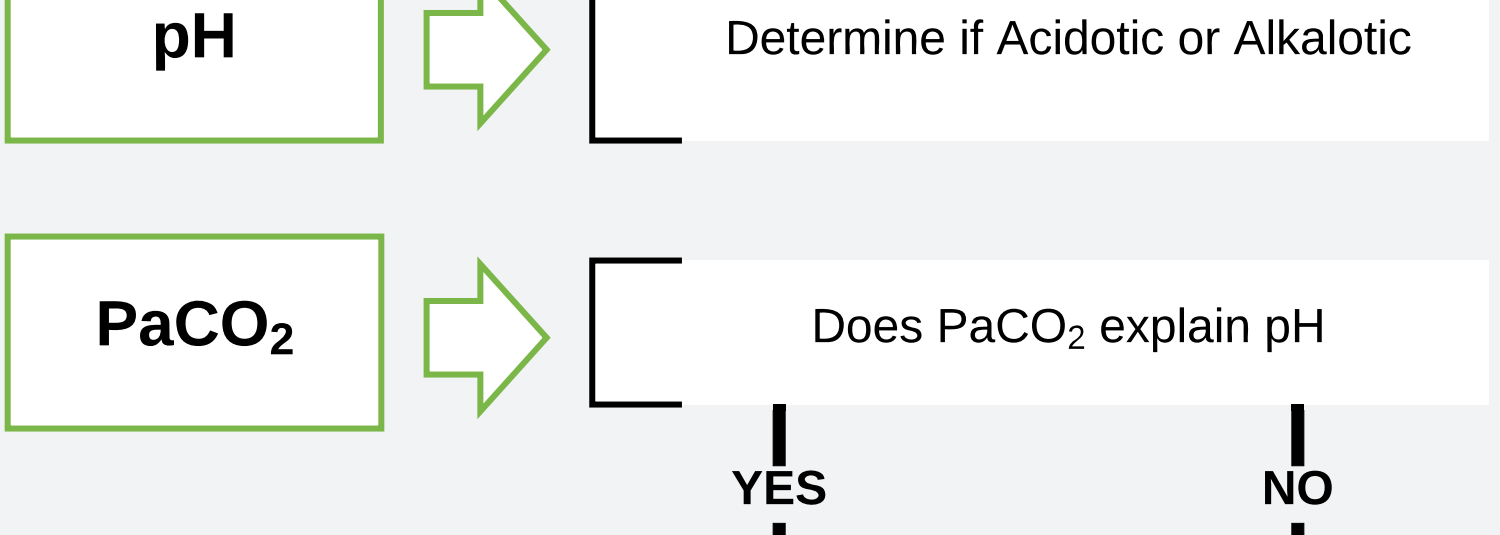 pH
Determine if Acidotic or Alkalotic
PaCO₂
Does PaCO₂ explain pH
YES
NO